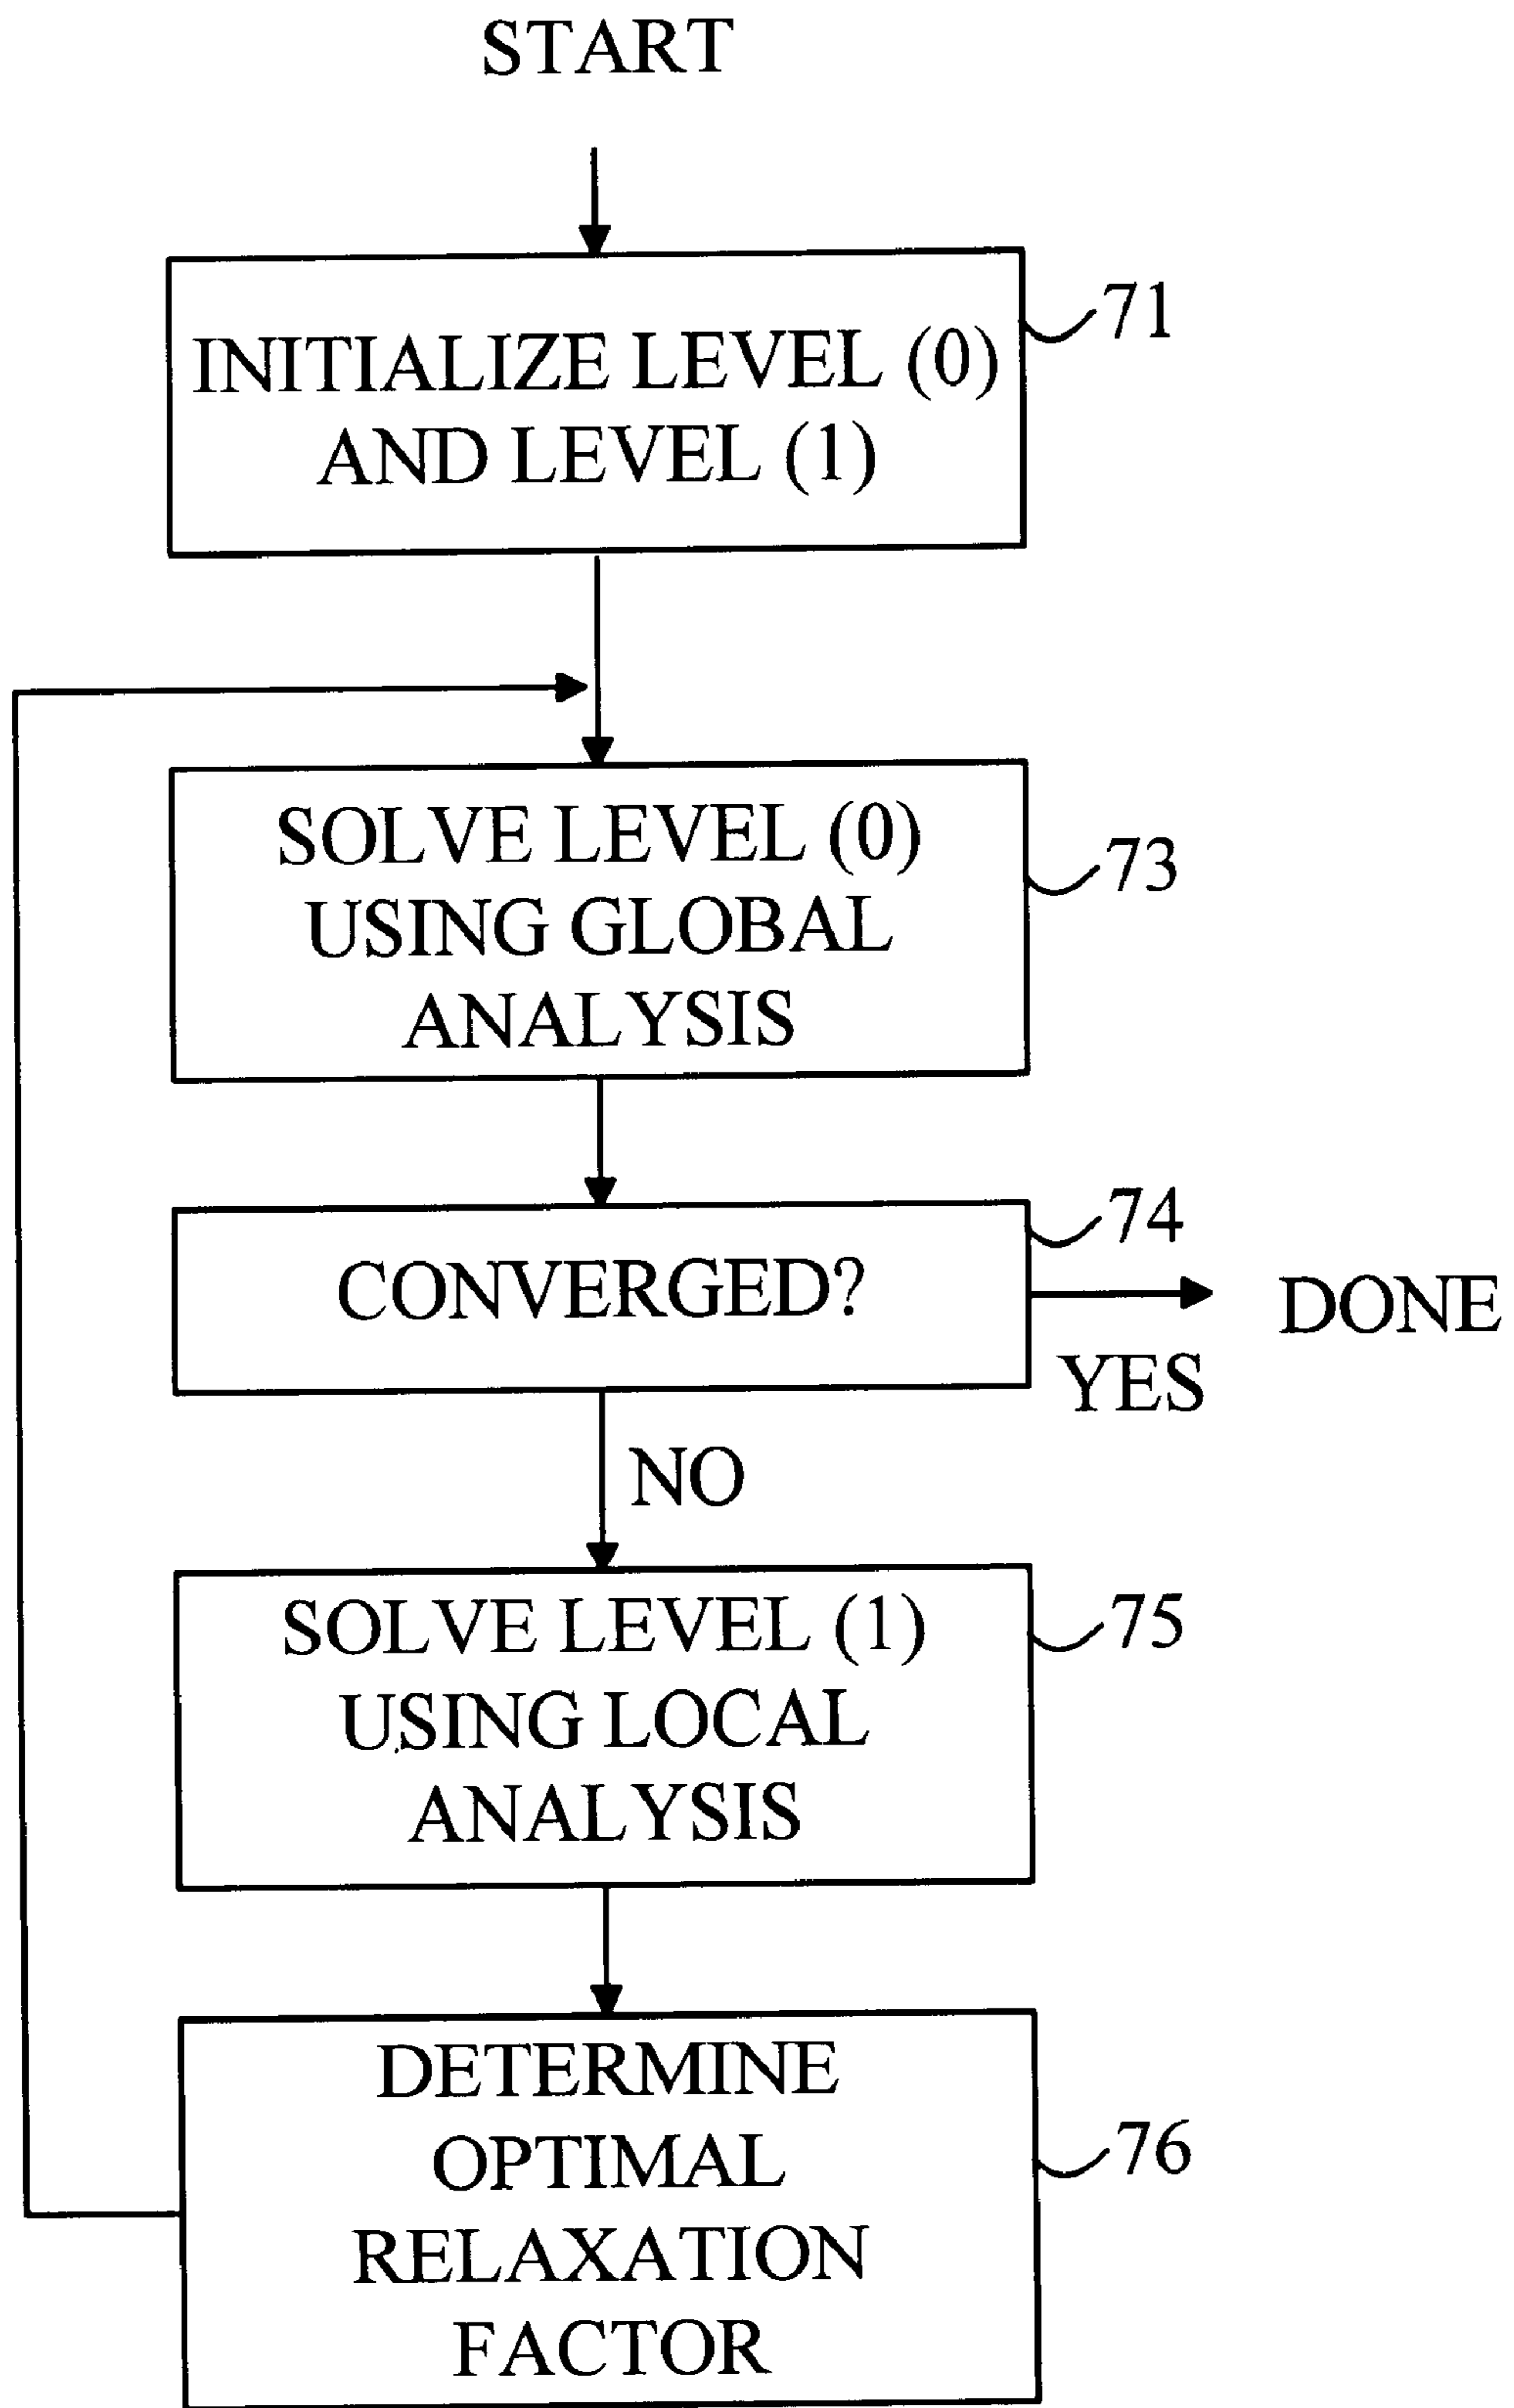 START
INITIALIZE LEVEL (0)
AND LEVEL (1)
71
SOLVE LEVEL (0)
USING GLOBAL
ANALYSIS
73
CONVERGED?
74
DONE
YES
NO
SOLVE LEVEL (1)
USING LOCAL
ANALYSIS
75
DETERMINE
OPTIMAL
RELAXATION
FACTOR
76